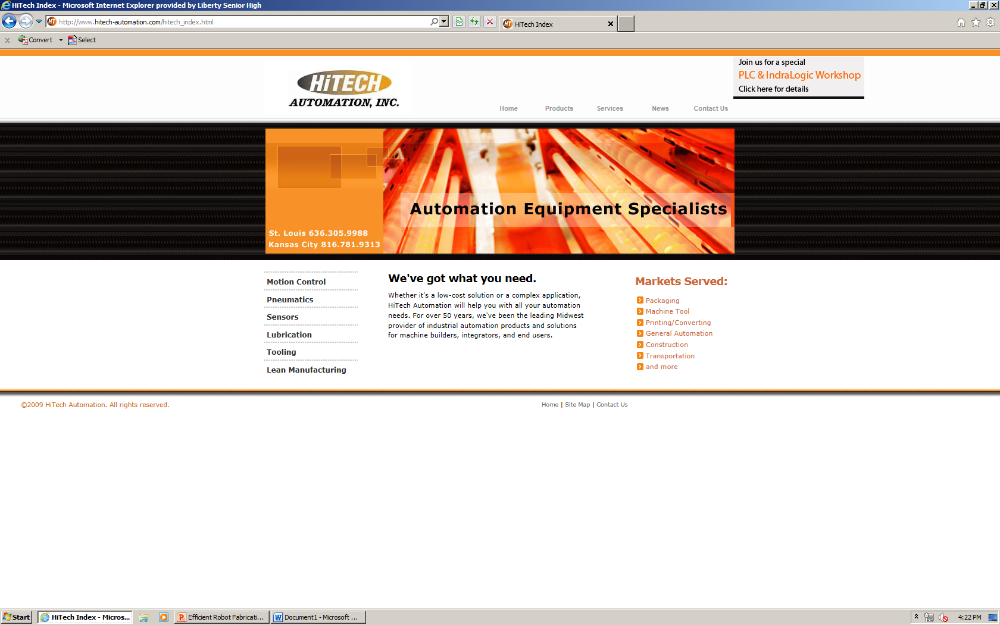 HiTech Index - Microsoft Internet Explorer provided by Liberty Senior High
http://www.hitech-automation.com/hitech_index.html
HT HiTech Index
Convert Select
Join us for a special
PLC & IndraLogic Workshop
Click here for details
HiTECH
AUTOMATION, INC.
Home Products Services News Contact Us
Automation Equipment Specialists
St. Louis 636.305.9988
Kansas City 816.781.9313
Motion Control
Pneumatics
Sensors
Lubrication
Tooling
Lean Manufacturing
We've got what you need.
Whether it's a low-cost solution or a complex application,
HiTech Automation will help you with all your automation
needs. For over 50 years, we've been the leading Midwest
provider of industrial automation products and solutions
for machine builders, integrators, and end users.
Markets Served:
Packaging
Machine Tool
Printing/Converting
General Automation
Construction
Transportation
and more
©2009 HiTech Automation. All rights reserved.
Home | Site Map | Contact Us
Start HiTech Index - Micros... Efficient Robot Fabricati... Document1 - Microsoft ... 4:22 PM